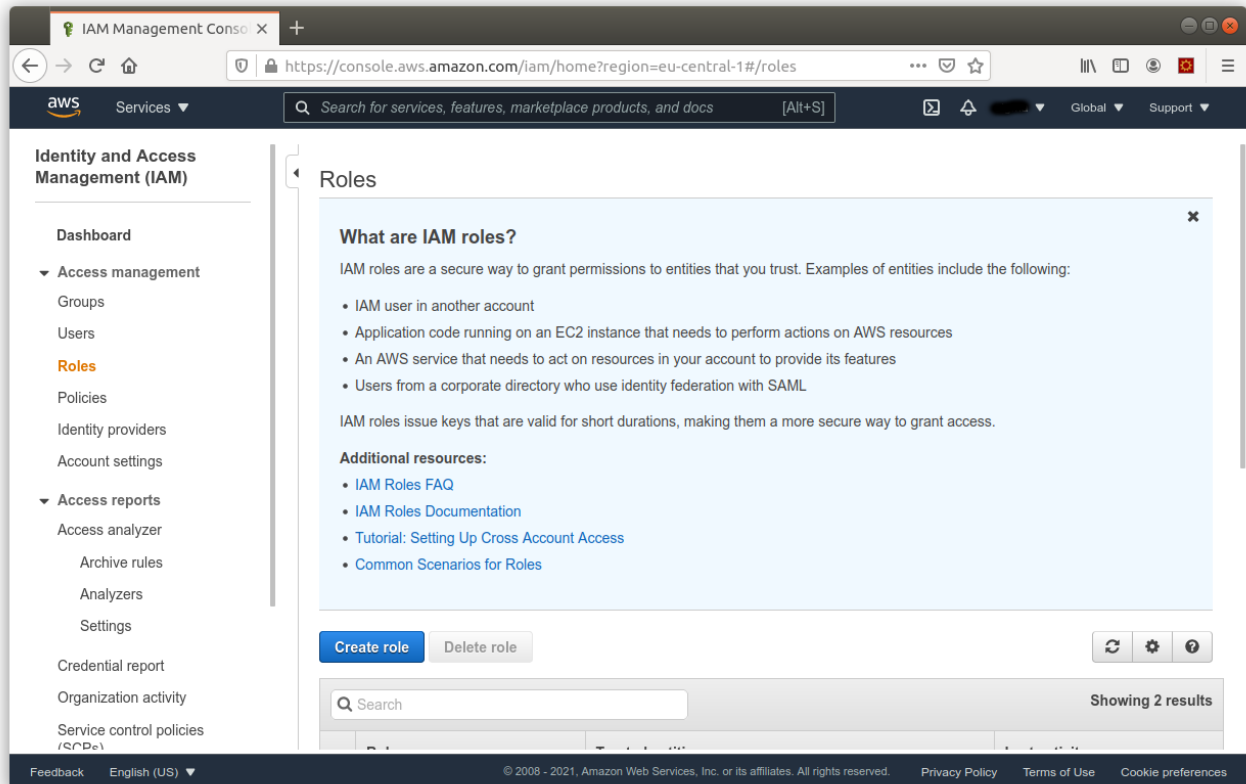 IAM Management Conso
https://console.aws.amazon.com/iam/home?region=eu-central-1#/roles
aws Services Search for services, features, marketplace products, and docs [Alt+S] Global Support
Identity and Access
Management (IAM)
Dashboard
Access management
Groups
Users
Roles
Policies
Identity providers
Account settings
Access reports
Access analyzer
Archive rules
Analyzers
Settings
Credential report
Organization activity
Service control policies
(SCPs)
Roles
What are IAM roles?
IAM roles are a secure way to grant permissions to entities that you trust. Examples of entities include the following:
• IAM user in another account
• Application code running on an EC2 instance that needs to perform actions on AWS resources
• An AWS service that needs to act on resources in your account to provide its features
• Users from a corporate directory who use identity federation with SAML
IAM roles issue keys that are valid for short durations, making them a more secure way to grant access.
Additional resources:
• IAM Roles FAQ
• IAM Roles Documentation
• Tutorial: Setting Up Cross Account Access
• Common Scenarios for Roles
Create role Delete role
Search Showing 2 results
Feedback English (US) © 2008 - 2021, Amazon Web Services, Inc. or its affiliates. All rights reserved. Privacy Policy Terms of Use Cookie preferences